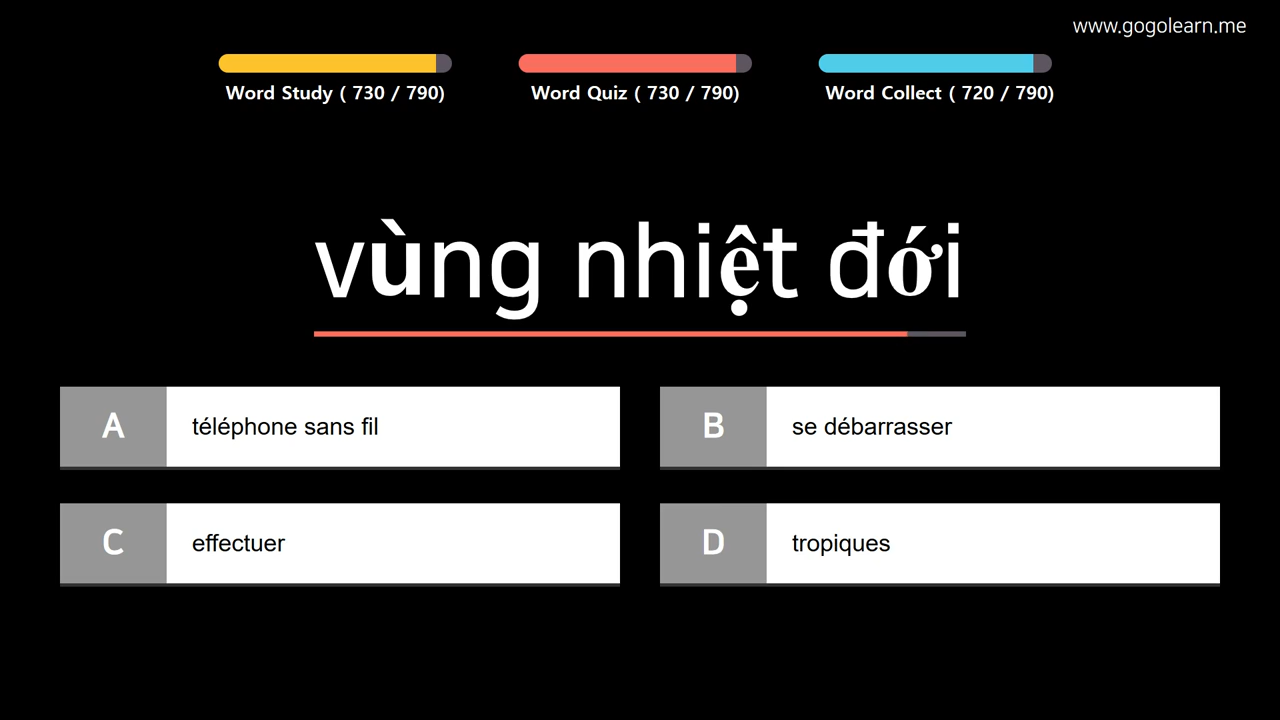 www.gogolearn.me
Word Study ( 730 / 790)
Word Quiz ( 730 / 790)
Word Collect ( 720 / 790)
vùng nhiệt đới
A téléphone sans fil
B se débarrasser
C effectuer
D tropiques